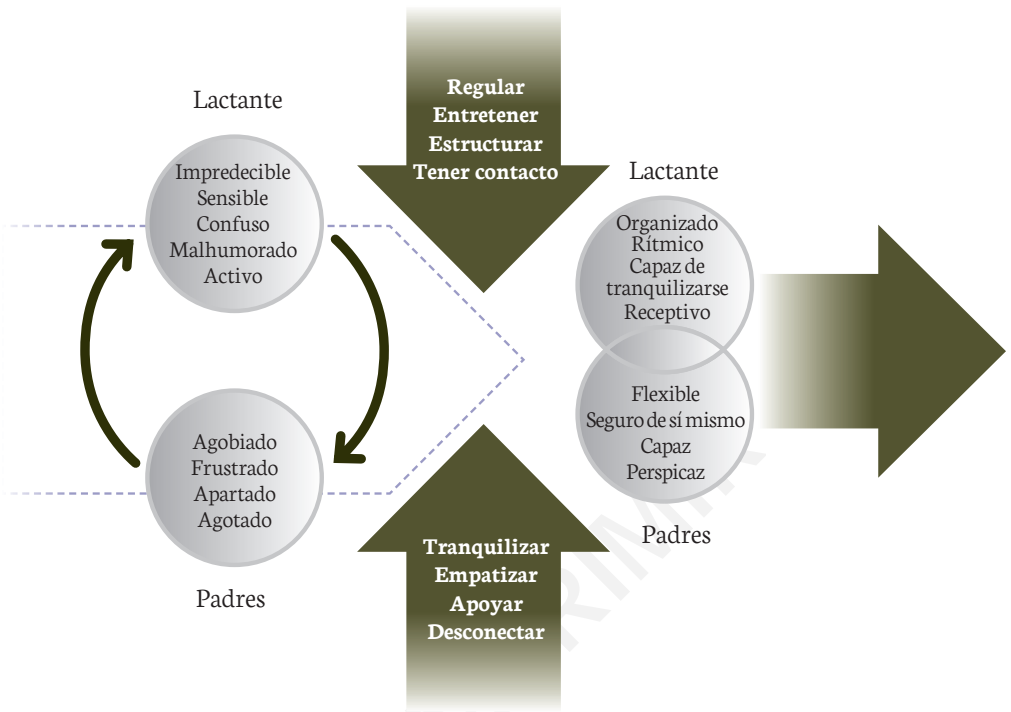 Lactante
Impredecible
Sensible
Confuso
Malhumorado
Activo
Agobiado
Frustrado
Apartado
Agotado
Padres
Regular
Entretener
Estructurar
Tener contacto
Tranquilizar
Empatizar
Apoyar
Desconectar
Lactante
Organizado
Rítmico
Capaz de
tranquilizarse
Receptivo
Flexible
Seguro de sí mismo
Capaz
Perspicaz
Padres